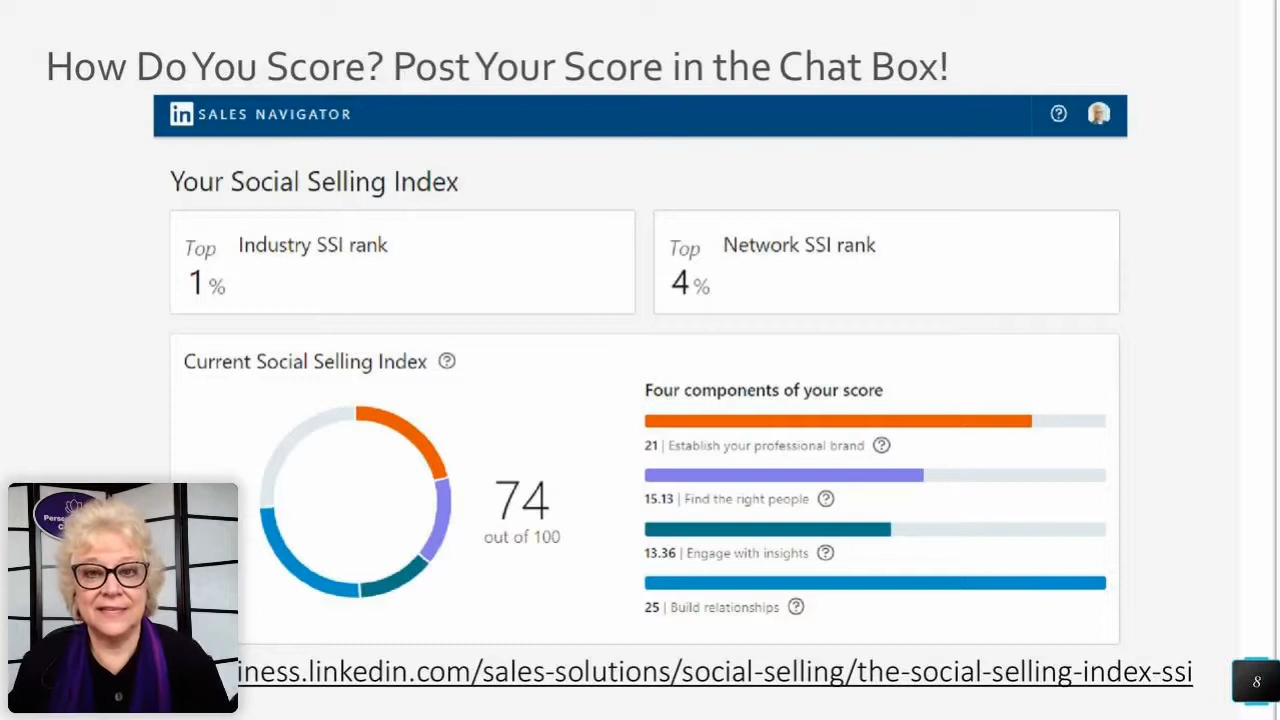 How Do You Score? Post Your Score in the Chat Box!
in SALES NAVIGATOR
Your Social Selling Index
Top Industry SSI rank
1 %
Top Network SSI rank
4 %
Current Social Selling Index
Four components of your score
21 | Establish your professional brand
15.13 | Find the right people
13.36 | Engage with insights
25 | Build relationships
74
out of 100
iness.linkedin.com/sales-solutions/social-selling/the-social-selling-index-ssi
8